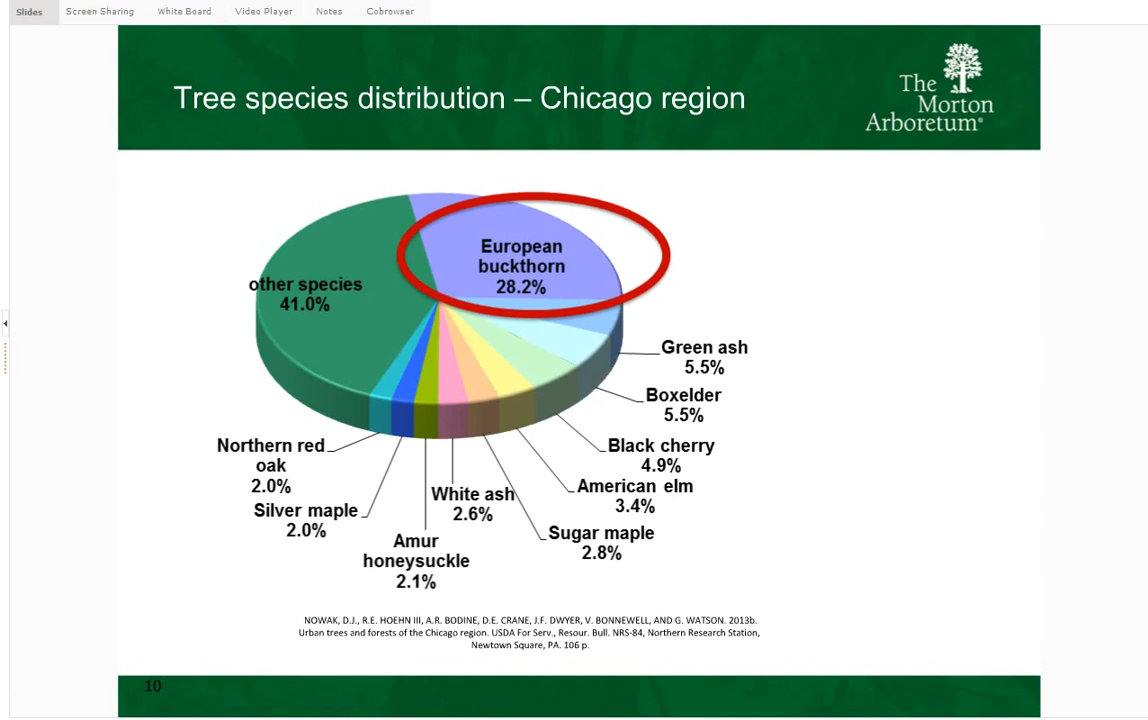 Slides Screen Sharing White Board Video Player Notes Cobrowser
Tree species distribution – Chicago region
The
Morton
Arboretum®
European
buckthorn
28.2%
other species
41.0%
Green ash
5.5%
Boxelder
5.5%
Black cherry
4.9%
American elm
3.4%
Sugar maple
2.8%
White ash
2.6%
Amur
honeysuckle
2.1%
Silver maple
2.0%
Northern red
oak
2.0%
NOWAK, D.J., R.E. HOEHN III, A.R. BODINE, D.E. CRANE, J.F. DWYER, V. BONNEWELL, AND G. WATSON. 2013b.
Urban trees and forests of the Chicago region. USDA For Serv., Resour. Bull. NRS-84, Northern Research Station,
Newtown Square, PA. 106 p.
10